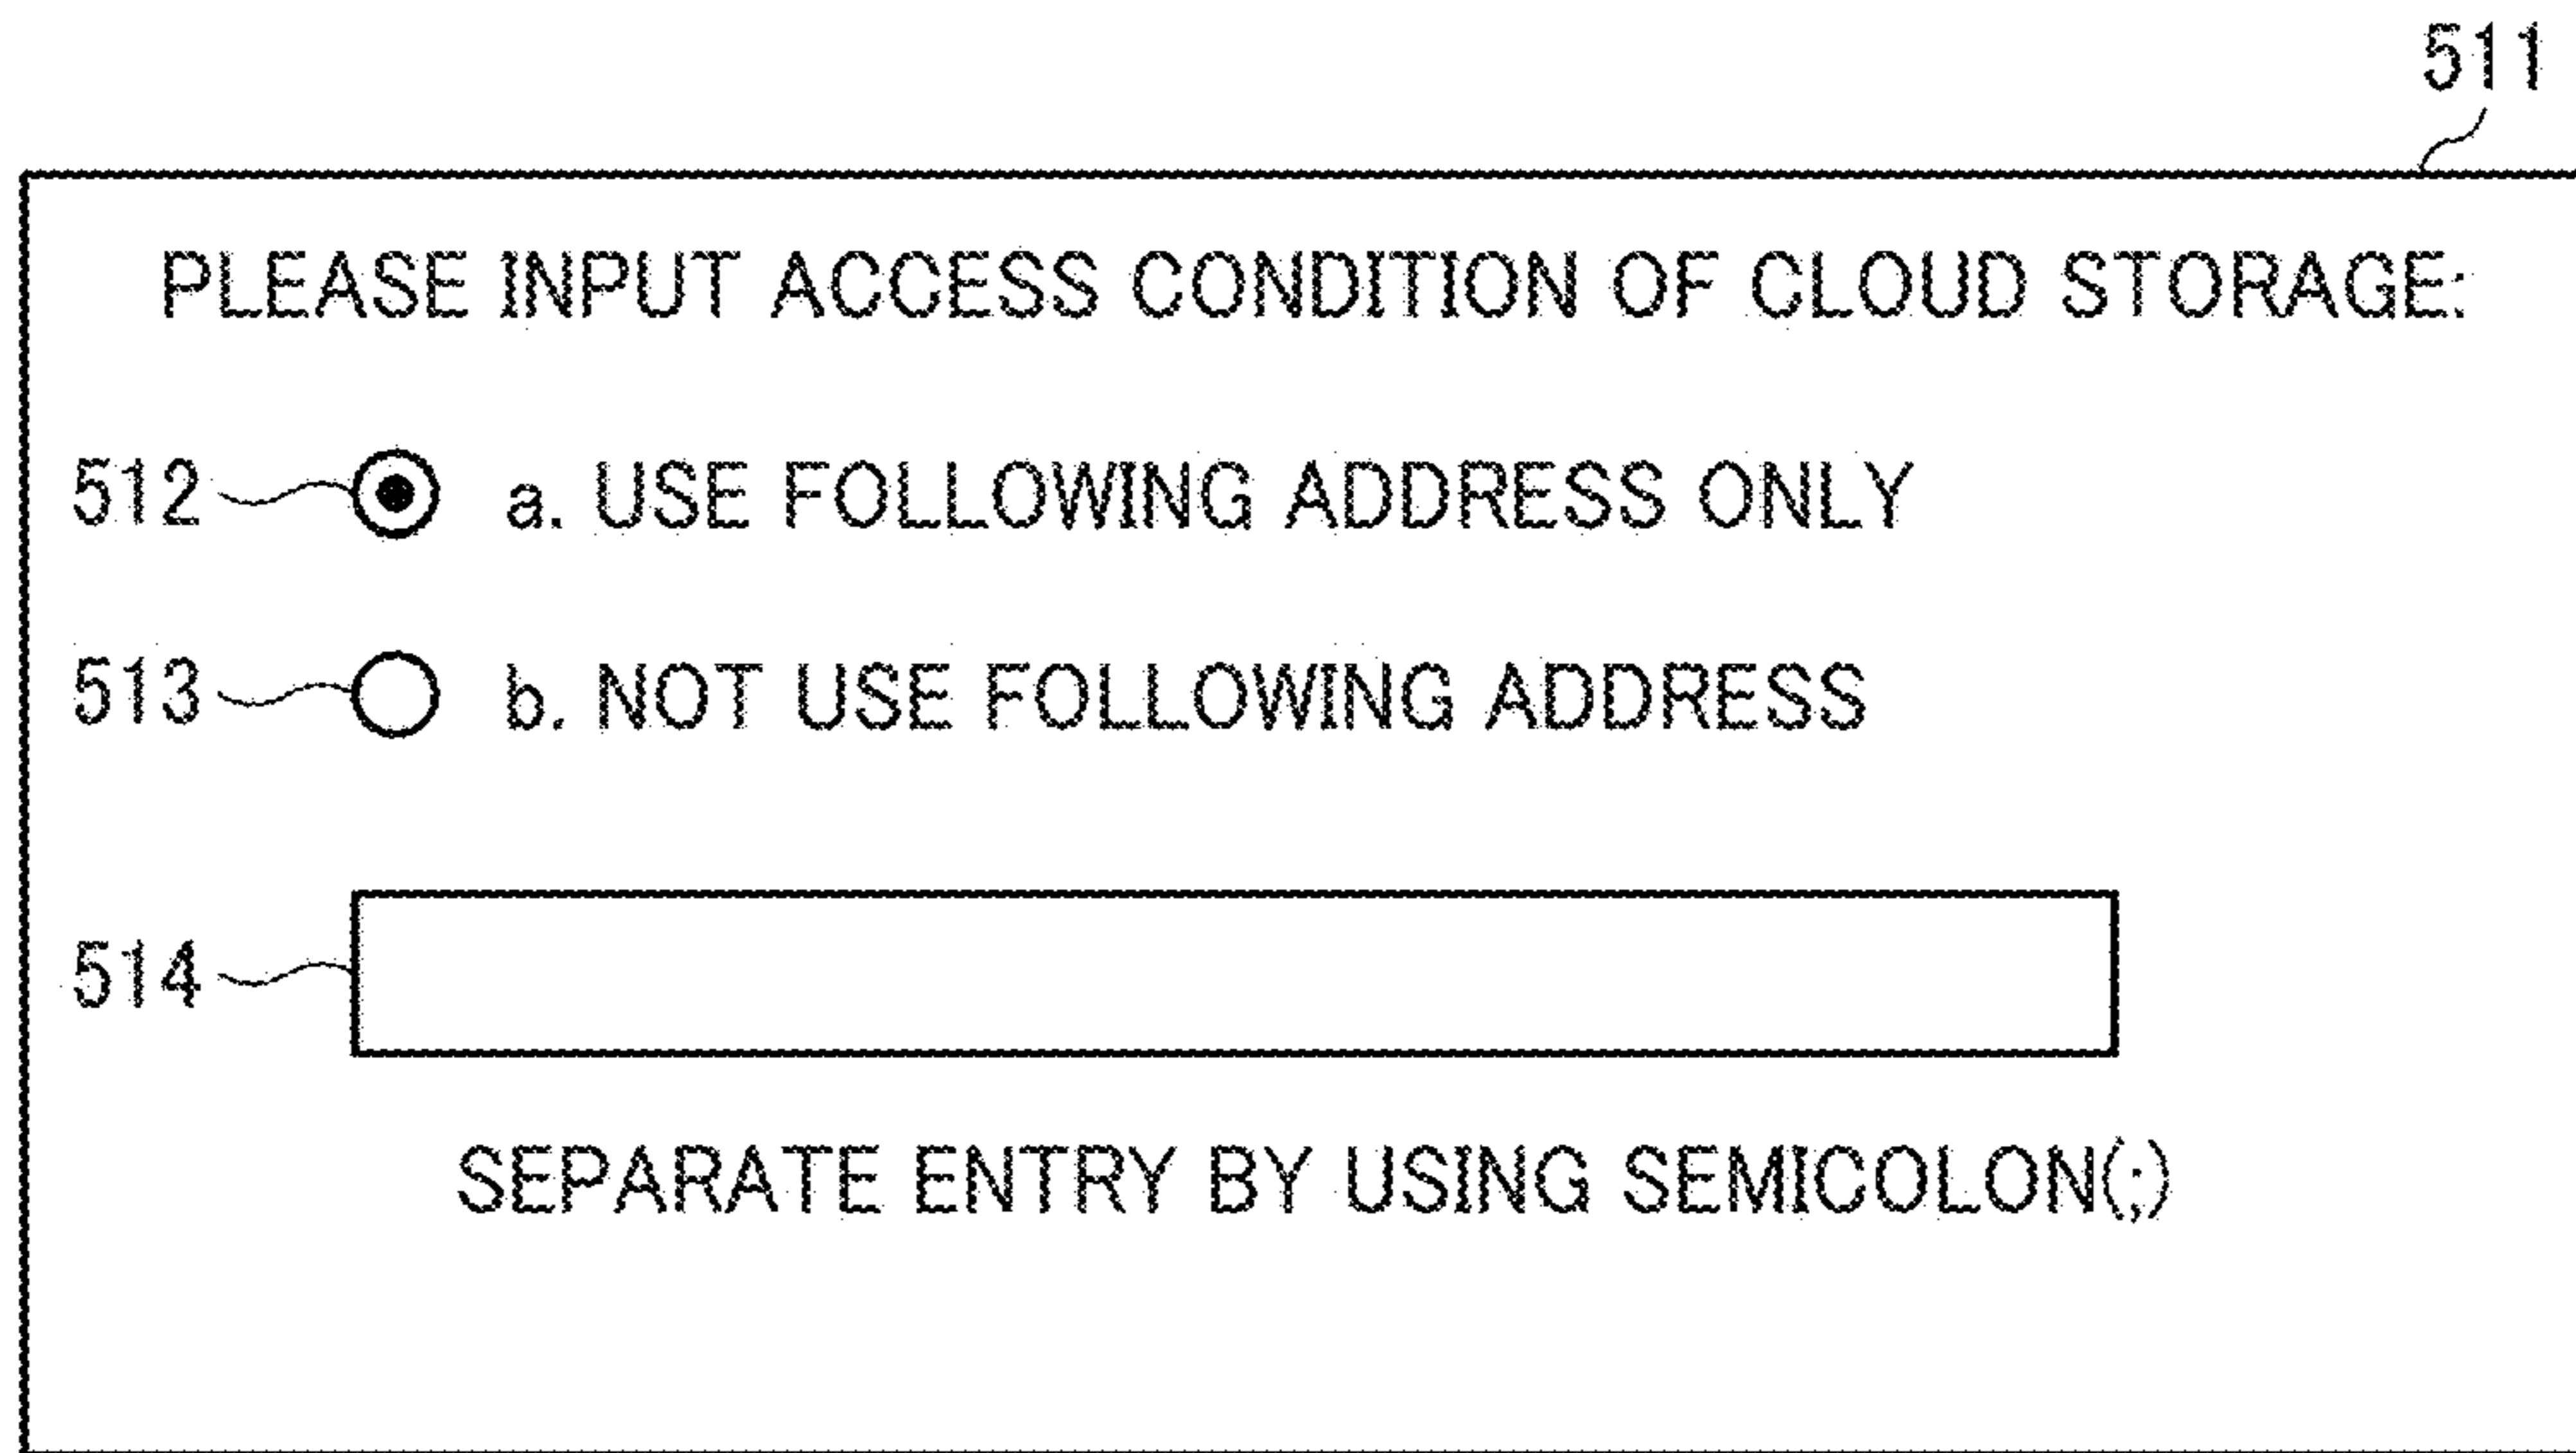 511
PLEASE INPUT ACCESS CONDITION OF CLOUD STORAGE:
512 a. USE FOLLOWING ADDRESS ONLY
513 b. NOT USE FOLLOWING ADDRESS
514
SEPARATE ENTRY BY USING SEMICOLON(;)